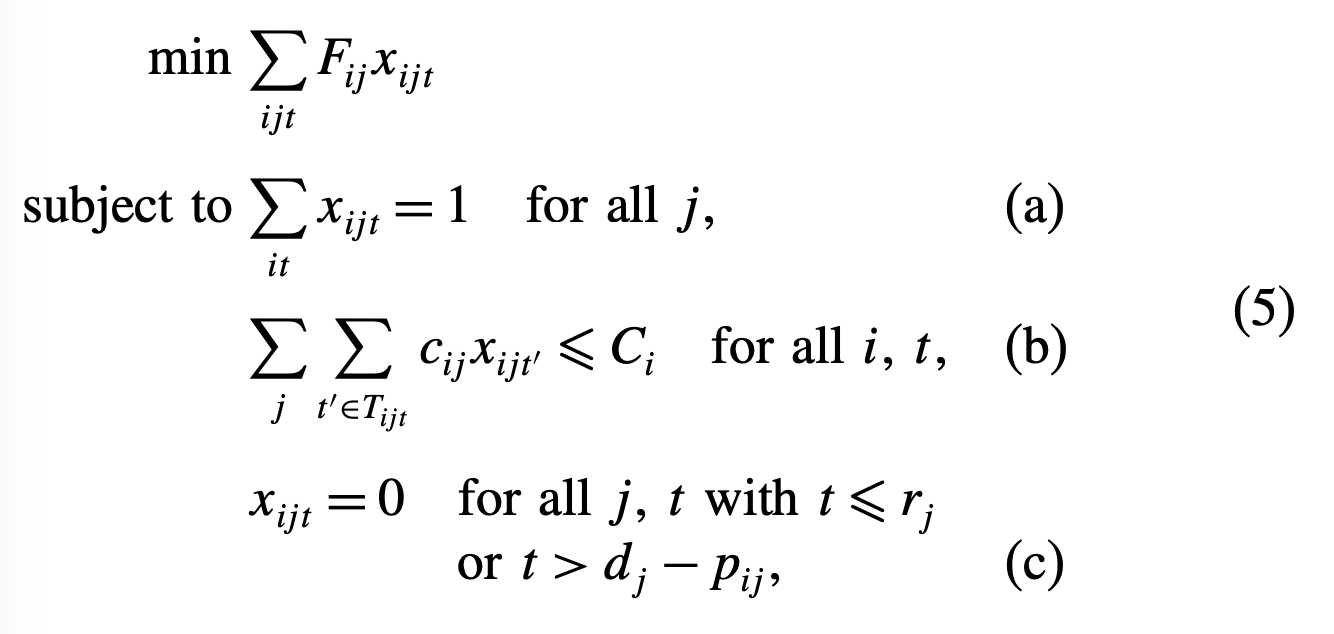 min ∑ F_{ij}x_{ijt}
ijt
subject to ∑ x_{ijt} = 1 for all j, (a)
it
(5)
∑ ∑ c_{ij}x_{ijt′} ⩽ C_i for all i, t, (b)
j t′∈T_{ijt}
x_{ijt} = 0 for all j, t with t ⩽ r_j
or t > d_j − p_{ij}, (c)